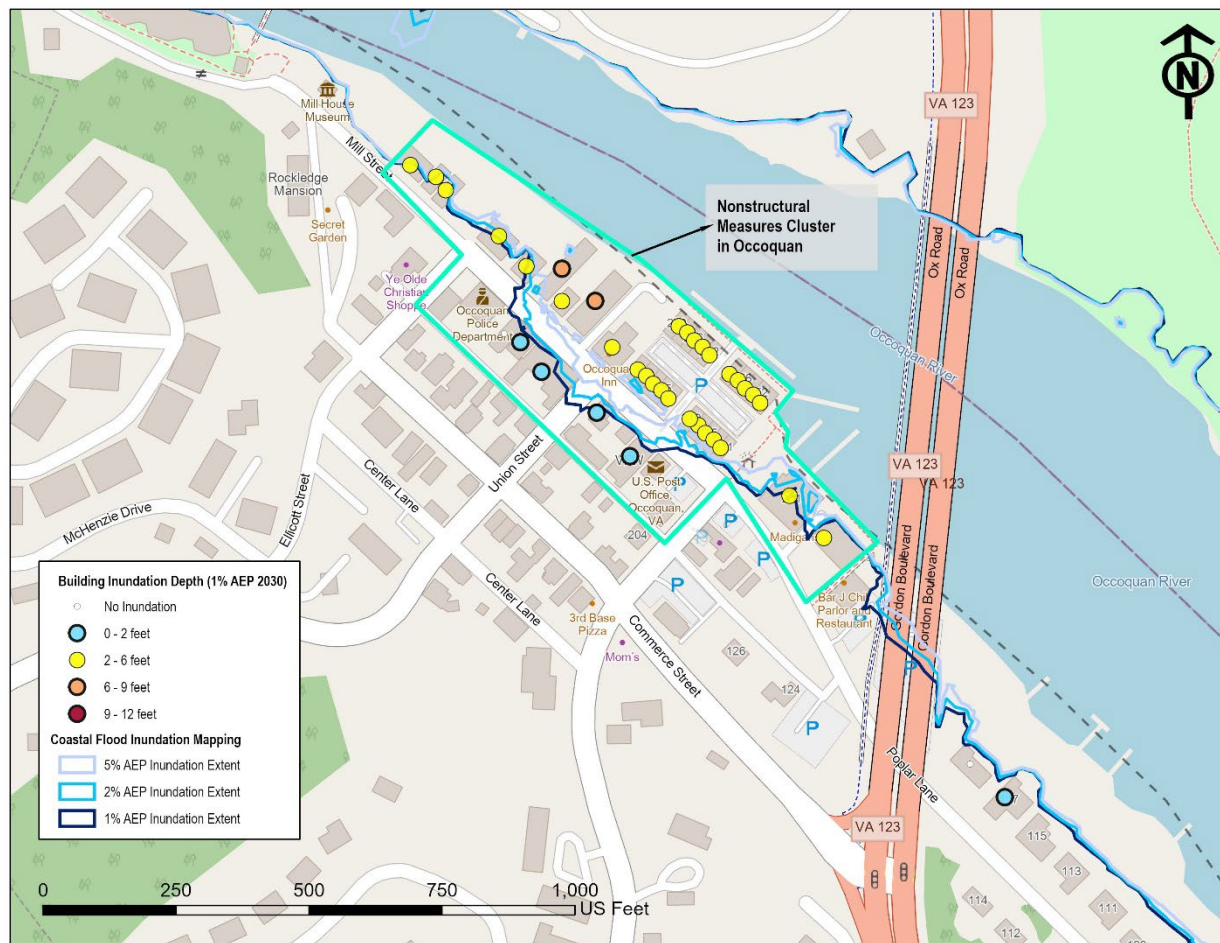 VA 123
N
Mill House
Museum
Mill Street
Rockledge
Mansion
Secret
Garden
Nonstructural
Measures Cluster
in Occoquan
Ox Road
Ox Road
Ye Olde
Christian
Shoppe
Occoquan
Police
Department
Occoquan River
Occoquan
Inn
P
Union Street
Center Lane
Ellicott Street
McHenzie Drive
VA 123
VA 123
U.S. Post
Office,
Occoquan,
VA
P
204
P
P
P
P
Madigan
Occoquan River
Bar J Chi
Parlor and
Restaurant
Gordon Boulevard
Gordon Boulevard
P
P
Center Lane
3rd Base
Pizza
Mom's
Commerce Street
126
124
P
Poplar Lane
VA 123
115
113
111
114
112
Building Inundation Depth (1% AEP 2030)
No Inundation
0 - 2 feet
2 - 6 feet
6 - 9 feet
9 - 12 feet
Coastal Flood Inundation Mapping
5% AEP Inundation Extent
2% AEP Inundation Extent
1% AEP Inundation Extent
0 250 500 750 1,000
US Feet